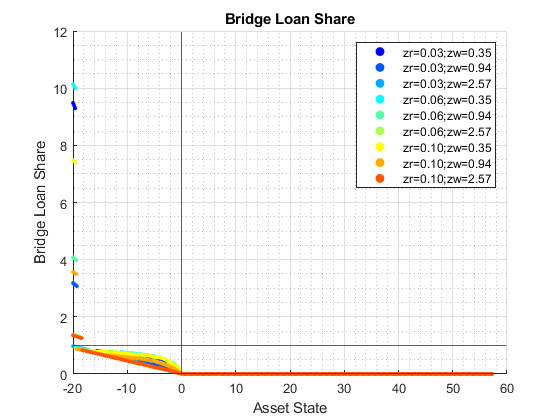 Bridge Loan Share
12
10
8
6
4
2
0
Bridge Loan Share
zr=0.03;zw=0.35
zr=0.03;zw=0.94
zr=0.03;zw=2.57
zr=0.06;zw=0.35
zr=0.06;zw=0.94
zr=0.06;zw=2.57
zr=0.10;zw=0.35
zr=0.10;zw=0.94
zr=0.10;zw=2.57
-20 -10 0 10 20 30 40 50 60
Asset State